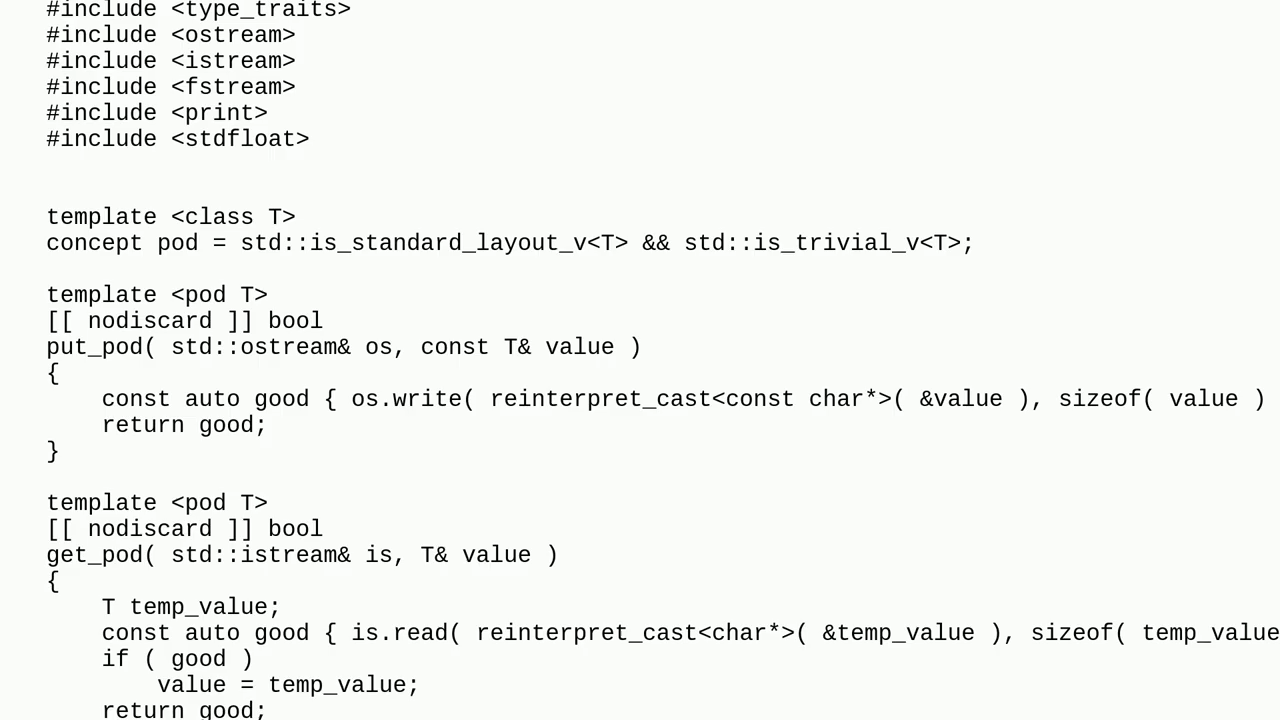 #include <type_traits>
#include <ostream>
#include <istream>
#include <fstream>
#include <print>
#include <stdfloat>
template <class T>
concept pod = std::is_standard_layout_v<T> && std::is_trivial_v<T>;
template <pod T>
[[ nodiscard ]] bool
put_pod( std::ostream& os, const T& value )
{
    const auto good { os.write( reinterpret_cast<const char*>( &value ), sizeof( value )
    return good;
}
template <pod T>
[[ nodiscard ]] bool
get_pod( std::istream& is, T& value )
{
    T temp_value;
    const auto good { is.read( reinterpret_cast<char*>( &temp_value ), sizeof( temp_value
    if ( good )
        value = temp_value;
    return good;